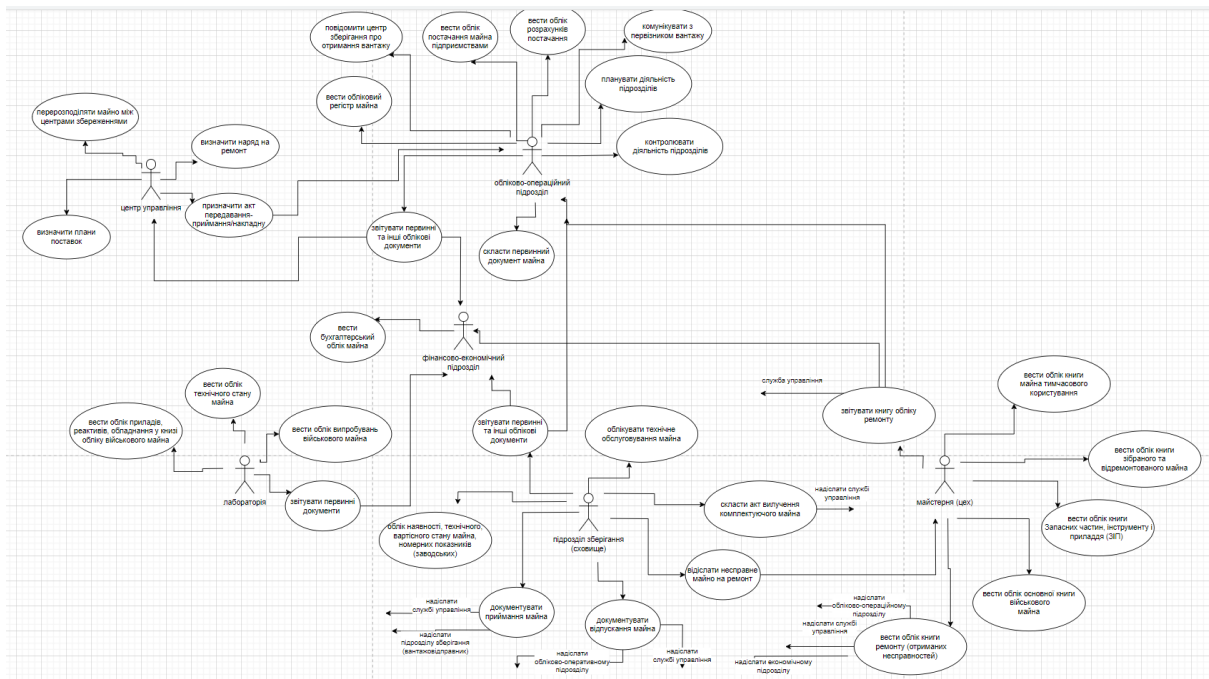 повідомити центр
зберігання про
отримання вантажу
вести облік
постачання майна
підприємствами
вести облік
розрахунків
постачання
комунікувати з
первізником вантажу
вести обліковий
регістр майна
планувати діяльність
підрозділів
контролювати
діяльність підрозділів
перерозподіляти майно між
центрами збереженнями
визначити наряд на
ремонт
центр управління
призначити акт
передавання-
приймання/накладну
визначити плани
поставок
обліково-операційний
підрозділ
звітувати первинні
та інші облікові
документи
скласти первинний
документ майна
вести
бухгалтерський
облік майна
фінансово-економічний
підрозділ
вести облік
технічного стану
майна
вести облік приладів,
реактивів, обладнання у книзі
обліку військового майна
вести облік випробувань
військового майна
лабораторія
звітувати первинні
документи
звітувати первинні
та інші облікові
документи
облікувати технічне
обслуговування майна
служба управління
звітувати книгу обліку
ремонту
вести облік книги
майна тимчасового
користування
вести облік книги
зібраного та
відремонтованого майна
майстерня (цех)
вести облік книги
Запасних частин, інструменту і
приладдя (ЗІП)
вести облік основної книги
військового
майна
надіслати службі
управління
скласти акт вилучення
комплектуючого майна
облік наявності, технічного,
вартісного стану майна,
номерних показників
(заводських)
підрозділ зберігання
(сховище)
відіслати несправне
майно на ремонт
надіслати
службі управління
документувати
приймання майна
надіслати
підрозділу зберігання
(вантажовідправник)
документувати
відпускання майна
надіслати
обліково-оперативному
підрозділу
надіслати
службі управління
надіслати
обліково-операційному
підрозділу
надіслати службі
управління
вести облік книги
ремонту (отриманих
несправностей)
надіслати економічному
підрозділу